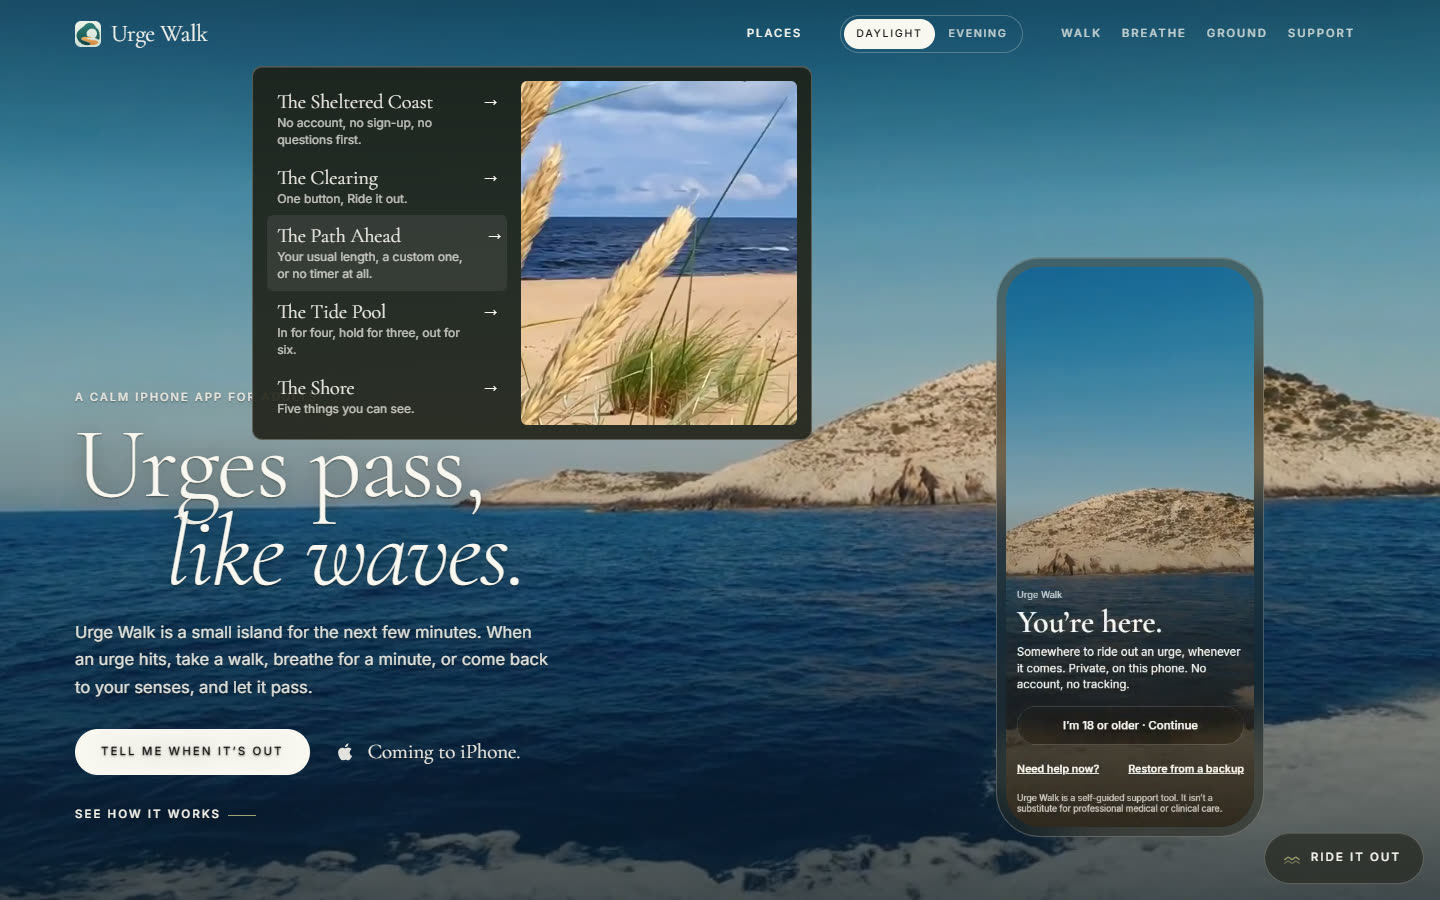 Urge Walk
PLACES
DAYLIGHT
EVENING
WALK
BREATHE
GROUND
SUPPORT
The Sheltered Coast →
No account, no sign-up, no
questions first.
The Clearing →
One button, Ride it out.
The Path Ahead →
Your usual length, a custom one,
or no timer at all.
The Tide Pool →
In for four, hold for three, out for
six.
The Shore →
Five things you can see.
A CALM IPHONE APP FOR
Urges pass,
like waves.
Urge Walk is a small island for the next few minutes. When
an urge hits, take a walk, breathe for a minute, or come back
to your senses, and let it pass.
TELL ME WHEN IT'S OUT
Coming to iPhone.
SEE HOW IT WORKS
Urge Walk
You're here.
Somewhere to ride out an urge, whenever
it comes. Private, on this phone. No
account, no tracking.
I'm 18 or older · Continue
Need help now?
Restore from a backup
Urge Walk is a self-guided support tool. It isn't a
substitute for professional medical or clinical care.
RIDE IT OUT